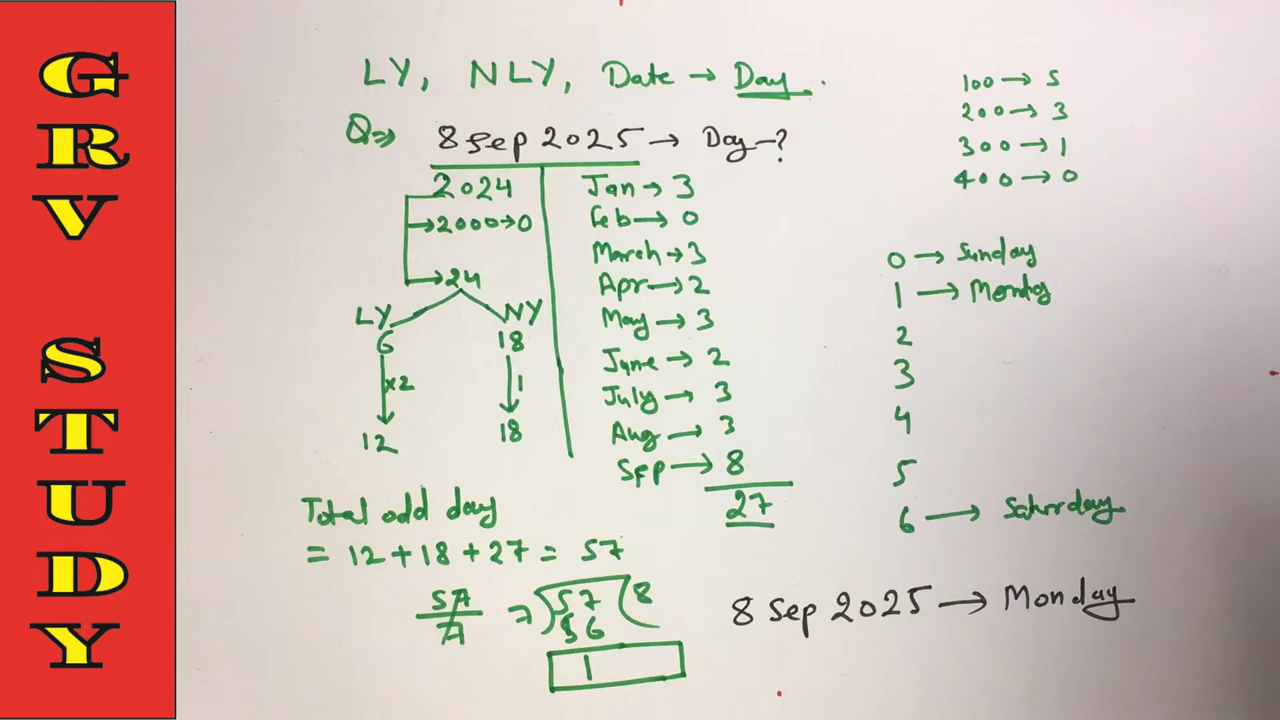 GRV STUDY
LY, NLY, Date → Day.
Q⇒ 8 Sep 2025 → Day-?
2024
→2000→0
→24
LY NY
6 18
×2 1
12 18
Jan → 3
Feb → 0
March → 3
Apr → 2
May → 3
June → 2
July → 3
Aug → 3
Sep → 8
27
100 → 5
200 → 3
300 → 1
400 → 0
0 → Sunday
1 → Monday
2
3
4
5
6 → Saturday
Total odd day
= 12 + 18 + 27 = 57
57/7 7)57(8
56
1
8 Sep 2025 → Monday